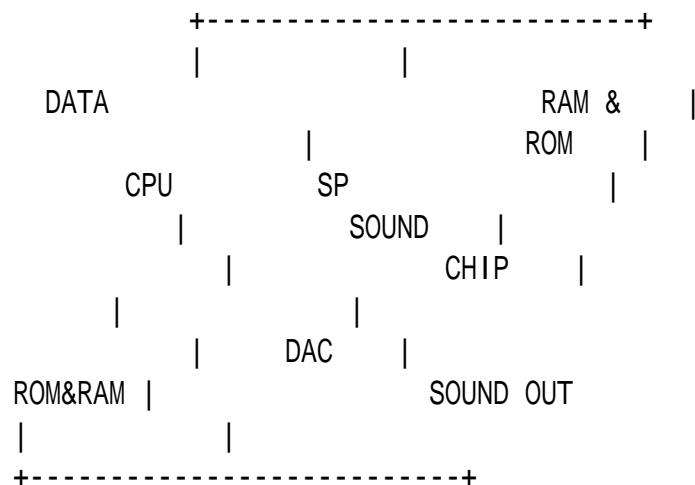 +---------------------------+
| |
DATA RAM & |
| ROM |
CPU SP |
| SOUND |
| CHIP |
| |
| DAC |
ROM&RAM | SOUND OUT
| |
+---------------------------+